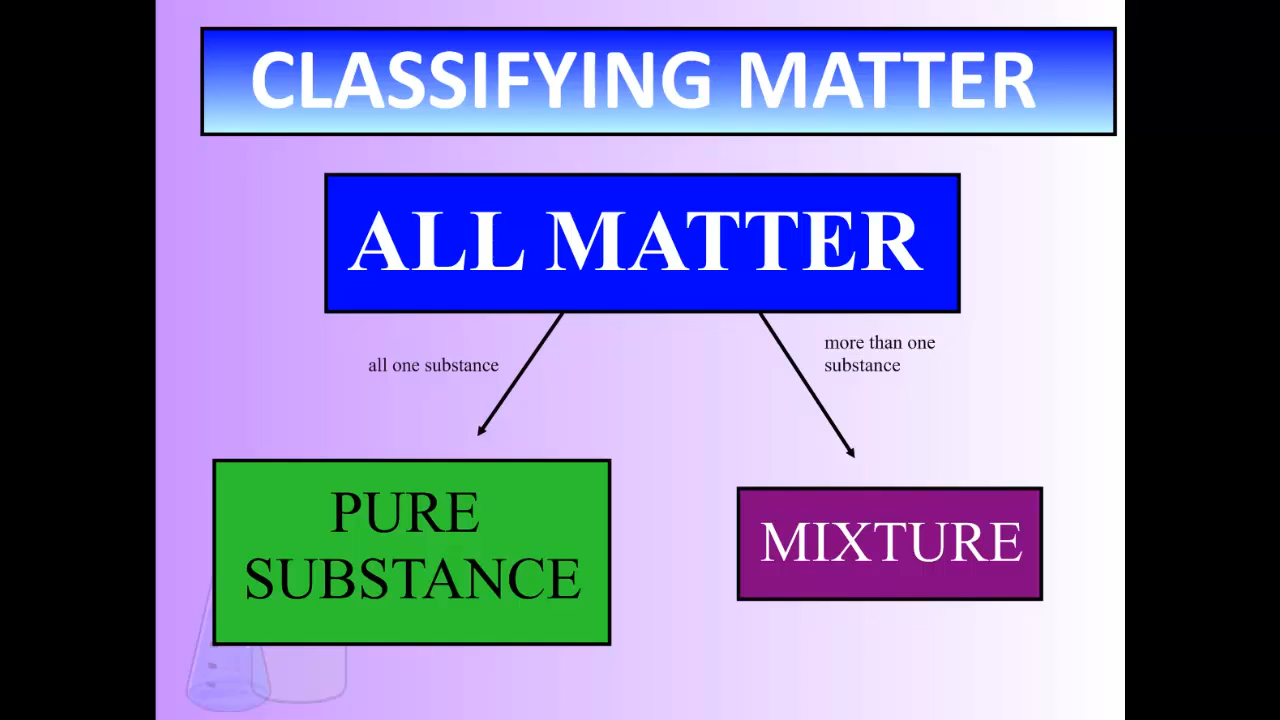 CLASSIFYING MATTER
ALL MATTER
all one substance
more than one
substance
PURE
SUBSTANCE
MIXTURE